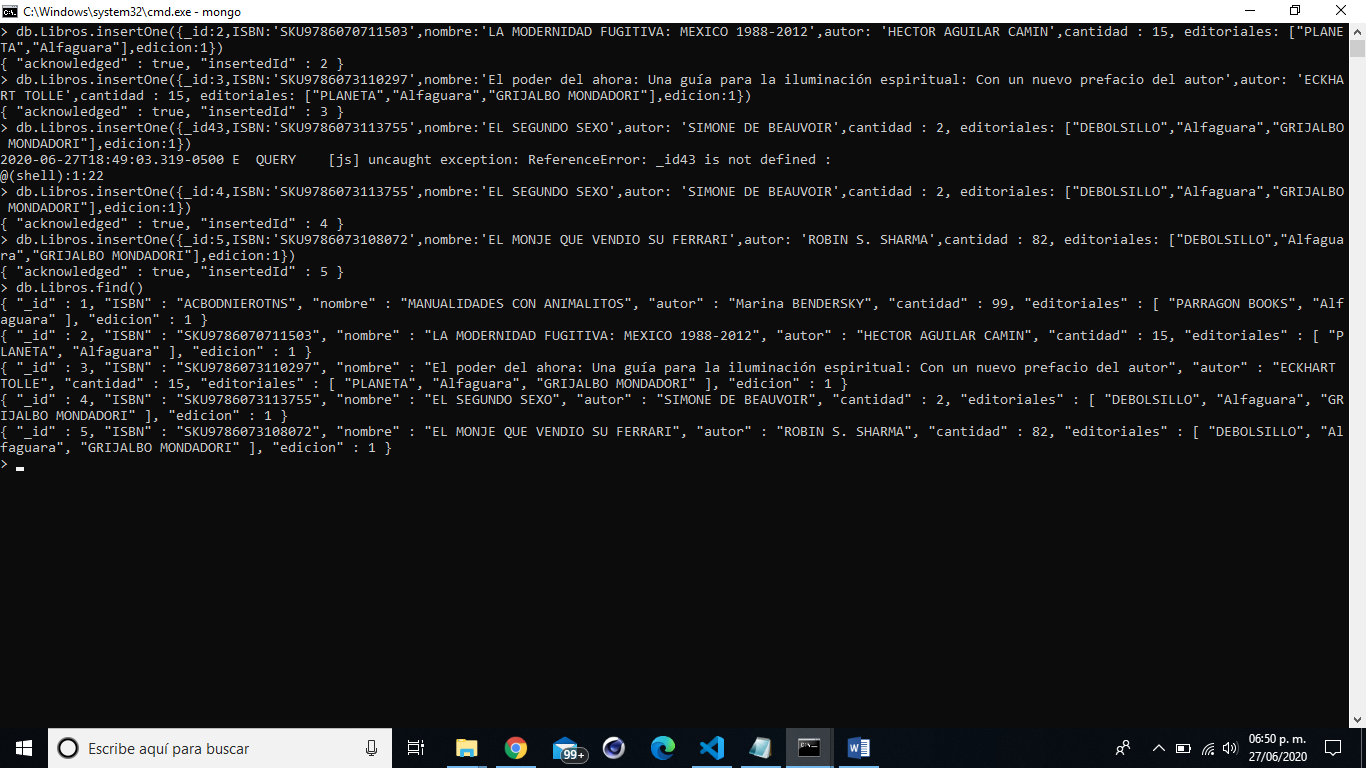 C:\Windows\system32\cmd.exe - mongo
> db.Libros.insertOne({_id:2,ISBN:'SKU9786070711503',nombre:'LA MODERNIDAD FUGITIVA: MEXICO 1988-2012',autor: 'HECTOR AGUILAR CAMIN',cantidad : 15, editoriales: ["PLANE
TA","Alfaguara"],edicion:1})
{ "acknowledged" : true, "insertedId" : 2 }
> db.Libros.insertOne({_id:3,ISBN:'SKU9786073110297',nombre:'El poder del ahora: Una guía para la iluminación espiritual: Con un nuevo prefacio del autor',autor: 'ECKHA
RT TOLLE',cantidad : 15, editoriales: ["PLANETA","Alfaguara","GRIJALBO MONDADORI"],edicion:1})
{ "acknowledged" : true, "insertedId" : 3 }
> db.Libros.insertOne({_id43,ISBN:'SKU9786073113755',nombre:'EL SEGUNDO SEXO',autor: 'SIMONE DE BEAUVOIR',cantidad : 2, editoriales: ["DEBOLSILLO","Alfaguara","GRIJALBO
 MONDADORI"],edicion:1})
2020-06-27T18:49:03.319-0500 E  QUERY    [js] uncaught exception: ReferenceError: _id43 is not defined :
@(shell):1:22
> db.Libros.insertOne({_id:4,ISBN:'SKU9786073113755',nombre:'EL SEGUNDO SEXO',autor: 'SIMONE DE BEAUVOIR',cantidad : 2, editoriales: ["DEBOLSILLO","Alfaguara","GRIJALBO
 MONDADORI"],edicion:1})
{ "acknowledged" : true, "insertedId" : 4 }
> db.Libros.insertOne({_id:5,ISBN:'SKU9786073108072',nombre:'EL MONJE QUE VENDIO SU FERRARI',autor: 'ROBIN S. SHARMA',cantidad : 82, editoriales: ["DEBOLSILLO","Alfagua
ra","GRIJALBO MONDADORI"],edicion:1})
{ "acknowledged" : true, "insertedId" : 5 }
> db.Libros.find()
{ "_id" : 1, "ISBN" : "ACBODNIEROTNS", "nombre" : "MANUALIDADES CON ANIMALITOS", "autor" : "Marina BENDERSKY", "cantidad" : 99, "editoriales" : [ "PARRAGON BOOKS", "Alf
aguara" ], "edicion" : 1 }
{ "_id" : 2, "ISBN" : "SKU9786070711503", "nombre" : "LA MODERNIDAD FUGITIVA: MEXICO 1988-2012", "autor" : "HECTOR AGUILAR CAMIN", "cantidad" : 15, "editoriales" : [ "P
LANETA", "Alfaguara" ], "edicion" : 1 }
{ "_id" : 3, "ISBN" : "SKU9786073110297", "nombre" : "El poder del ahora: Una guía para la iluminación espiritual: Con un nuevo prefacio del autor", "autor" : "ECKHART
TOLLE", "cantidad" : 15, "editoriales" : [ "PLANETA", "Alfaguara", "GRIJALBO MONDADORI" ], "edicion" : 1 }
{ "_id" : 4, "ISBN" : "SKU9786073113755", "nombre" : "EL SEGUNDO SEXO", "autor" : "SIMONE DE BEAUVOIR", "cantidad" : 2, "editoriales" : [ "DEBOLSILLO", "Alfaguara", "GR
IJALBO MONDADORI" ], "edicion" : 1 }
{ "_id" : 5, "ISBN" : "SKU9786073108072", "nombre" : "EL MONJE QUE VENDIO SU FERRARI", "autor" : "ROBIN S. SHARMA", "cantidad" : 82, "editoriales" : [ "DEBOLSILLO", "Al
faguara", "GRIJALBO MONDADORI" ], "edicion" : 1 }
>
Escribe aquí para buscar
99+
06:50 p. m.
27/06/2020